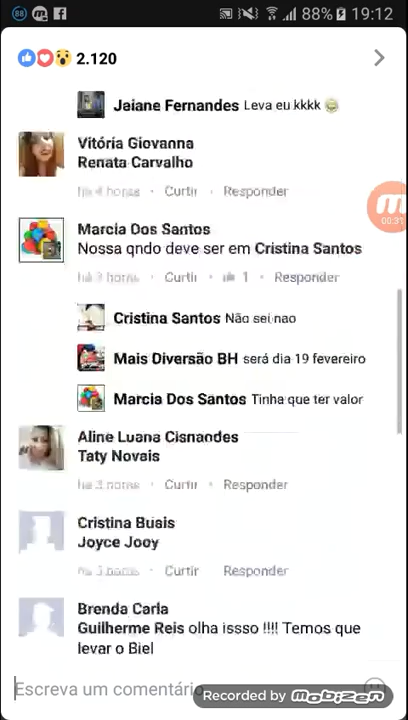 88 88% 19:12
2.120
Jaiane Fernandes Leva eu kkkk
Vitória Giovanna
Renata Carvalho
há 4 horas · Curtir · Responder
00:31
Marcia Dos Santos
Nossa qndo deve ser em Cristina Santos
há 3 horas · Curtir · 1 · Responder
Cristina Santos Não sei nao
Mais Diversão BH será dia 19 fevereiro
Marcia Dos Santos Tinha que ter valor
Aline Luana Cisnandes
Taty Novais
há 3 horas · Curtir · Responder
Cristina Buais
Joyce Jooy
há 3 horas · Curtir Responder
Brenda Carla
Guilherme Reis olha issso !!!! Temos que
levar o Biel
Escreva um comentário
Recorded by mobizen